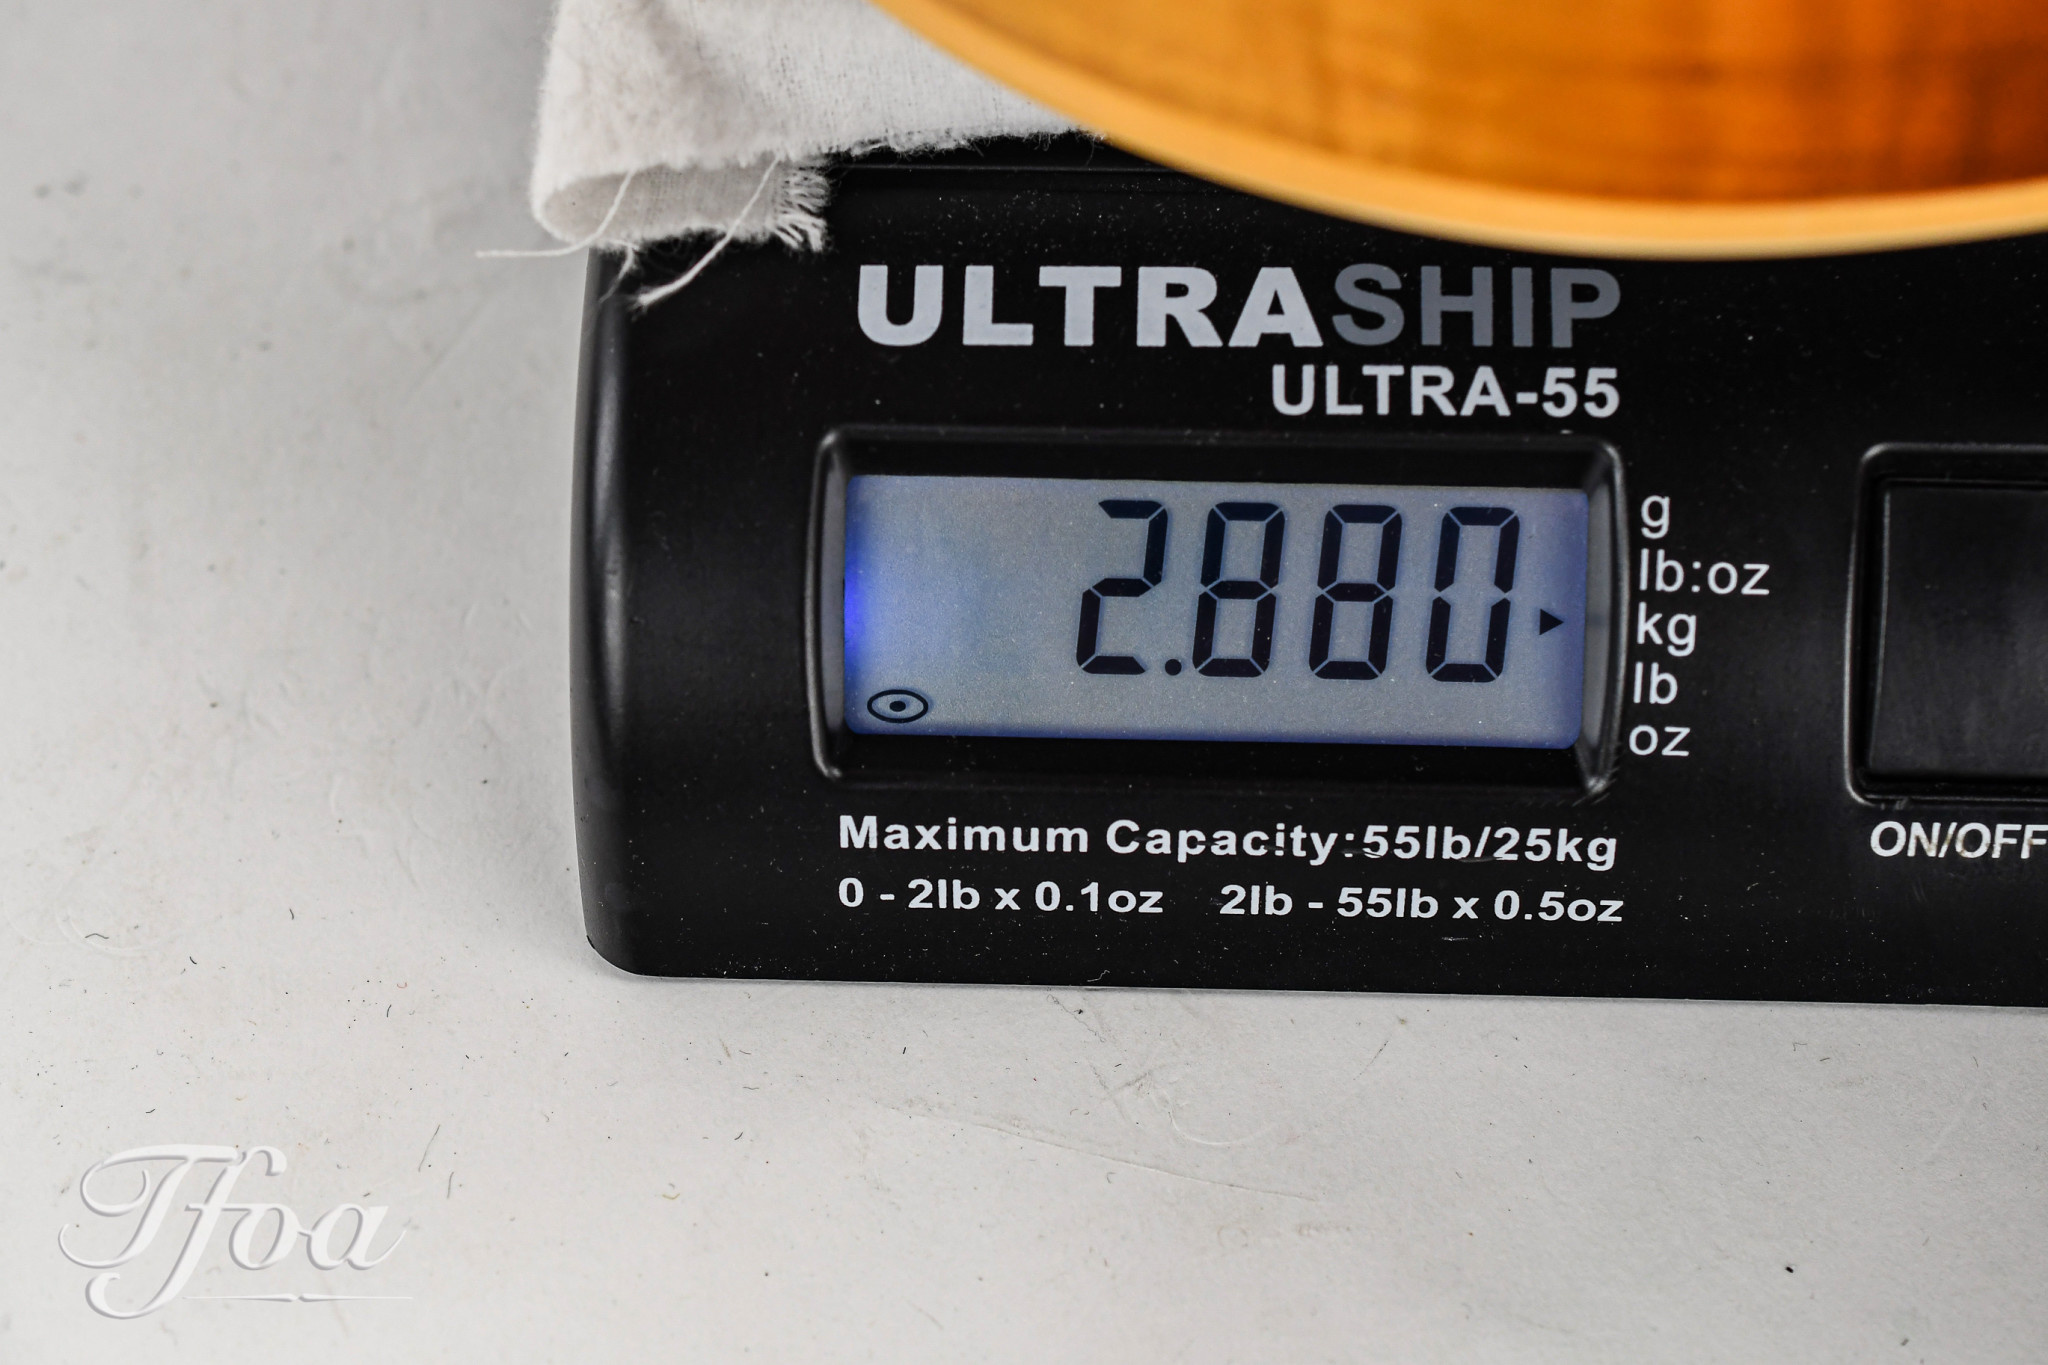 ULTRASHIP
ULTRA-55
2.880
g
lb:oz
kg
lb
oz
Maximum Capacity:55lb/25kg
0 - 2lb x 0.1oz 2lb - 55lb x 0.5oz
ON/OFF
Tfoa